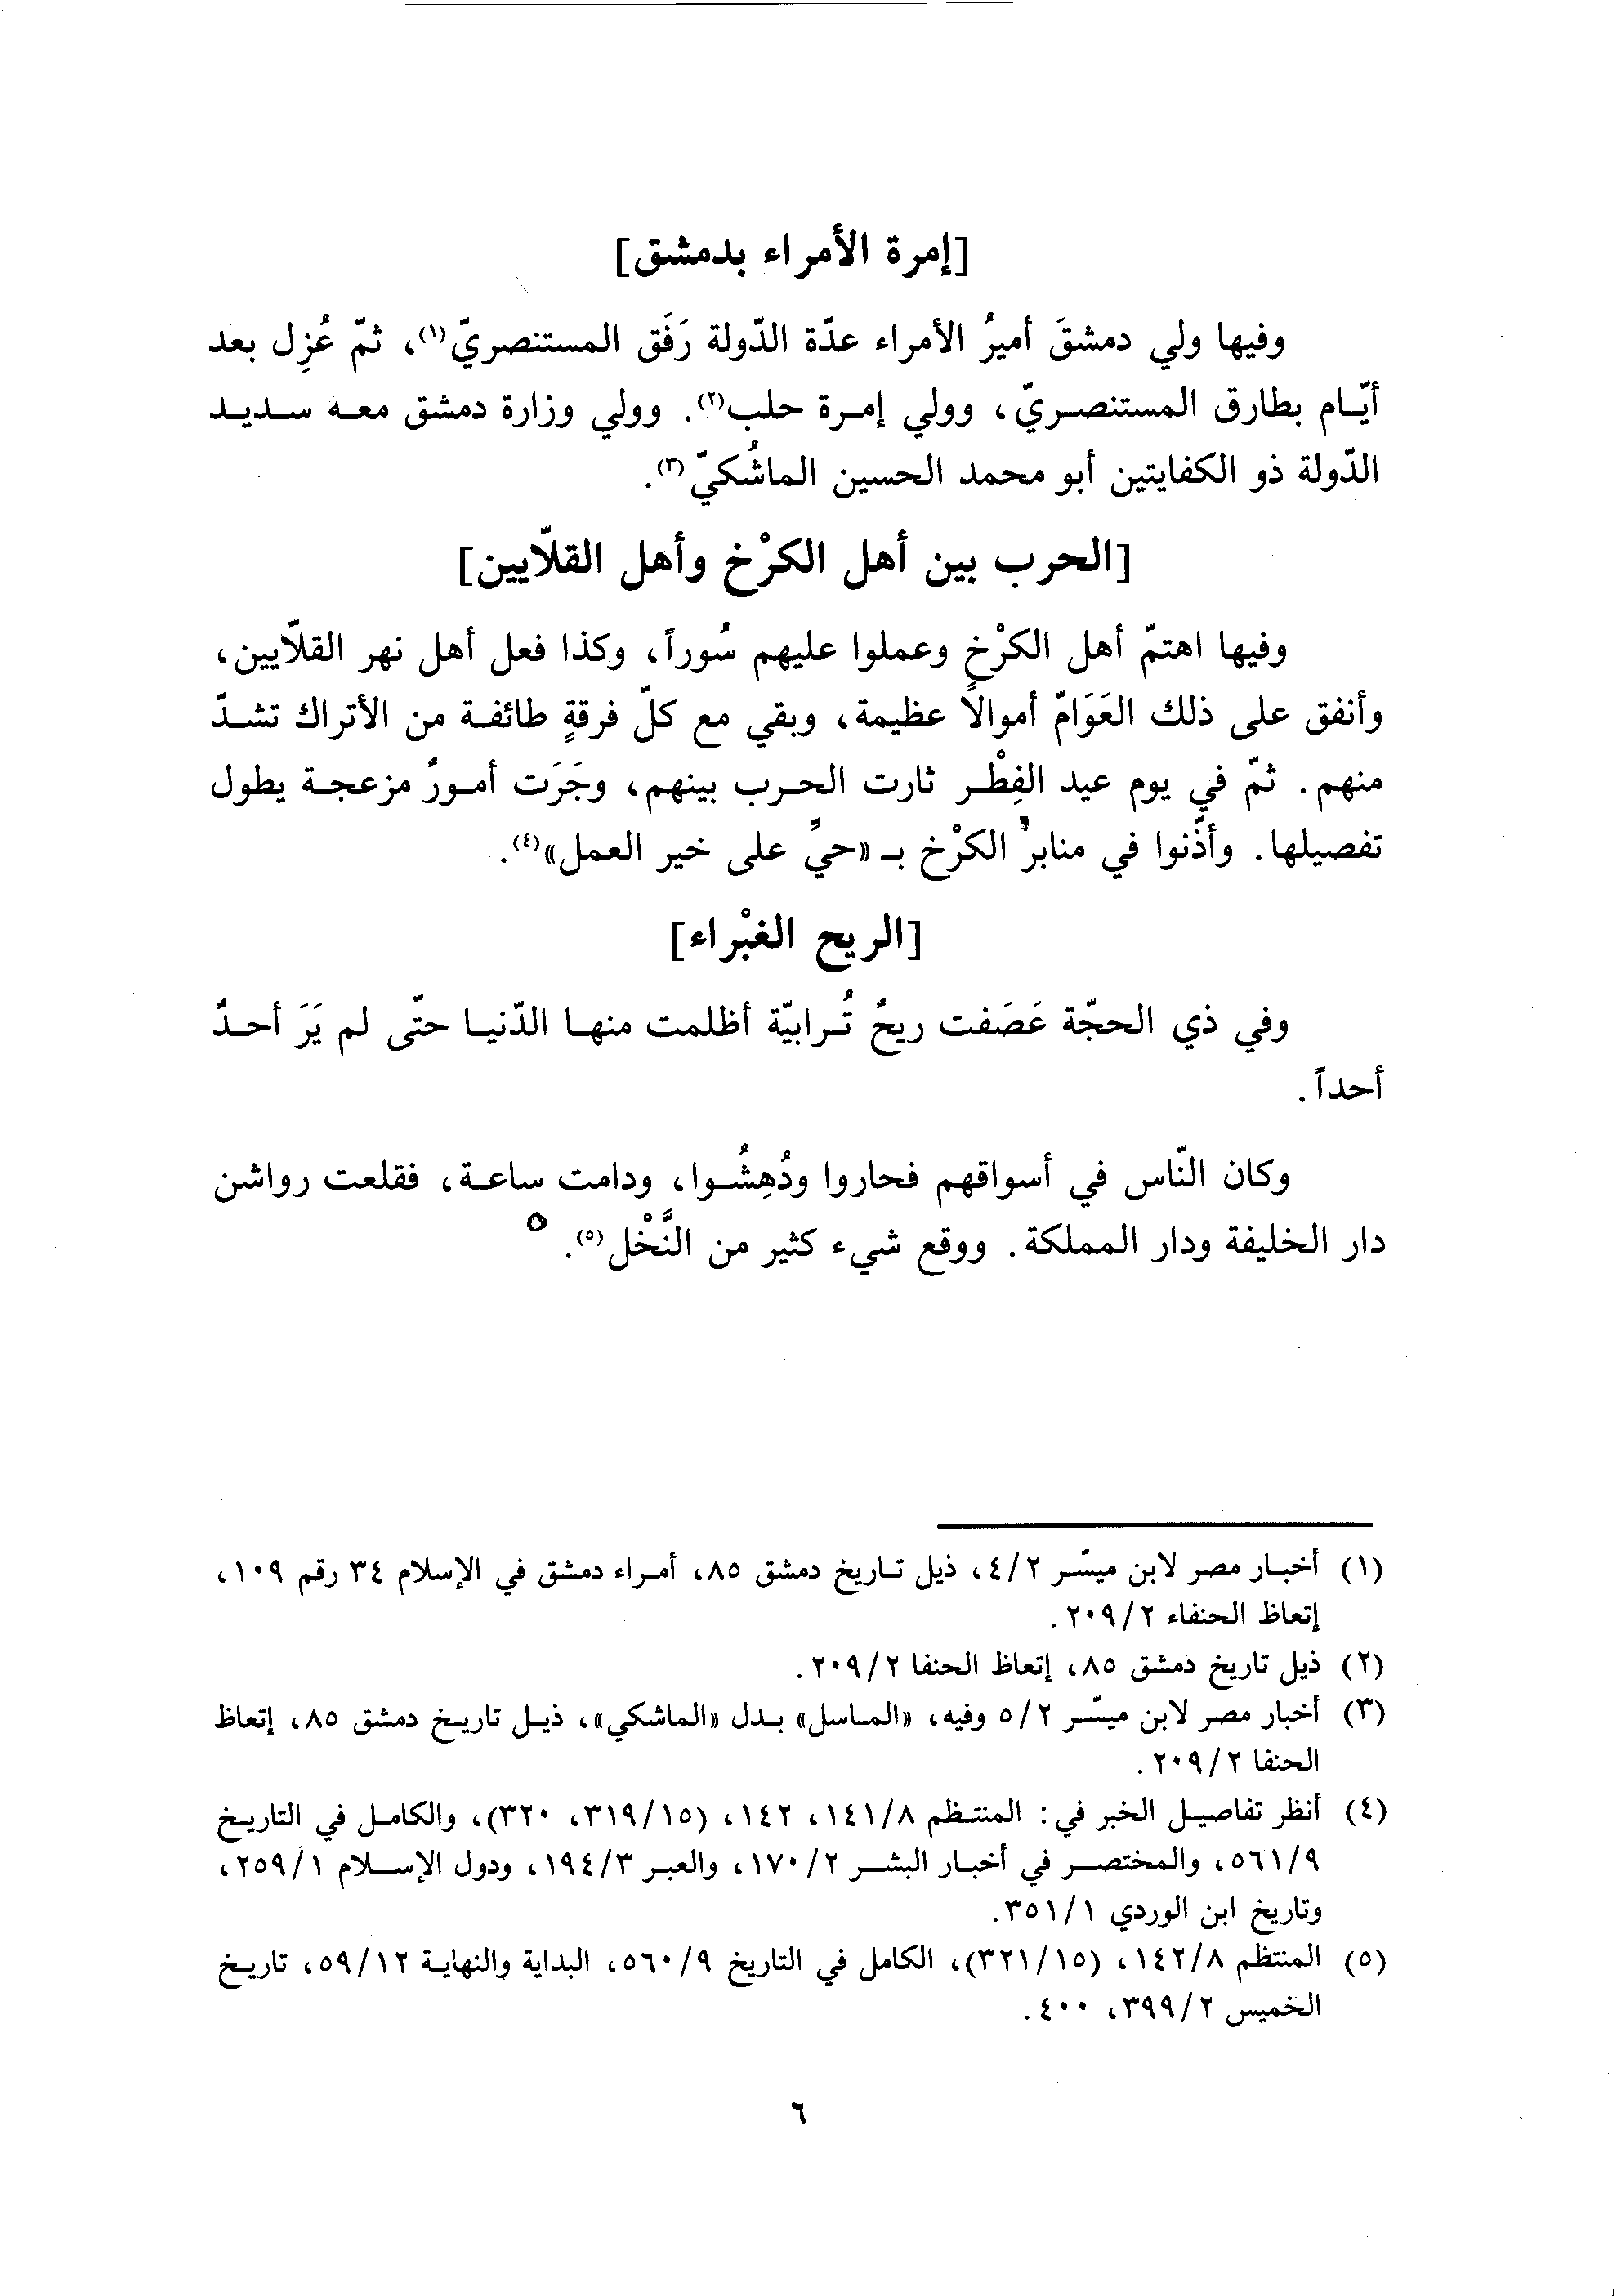 [إمرة الأمراء بدمشق]
وفيها ولي دمشقَ أميرُ الأمراء عدّة الدّولة رَفَق المستنصريّ(١)، ثمّ عُزِل بعد
أيّام بطارق المستنصريّ، وولي إمرة حلب(٢). وولي وزارة دمشق معه سديد
الدّولة ذو الكفايتين أبو محمد الحسين الماشُكيّ(٣).
[الحرب بين أهل الكرْخ وأهل القلّايين]
وفيها اهتمّ أهل الكرْخ وعملوا عليهم سُوراً، وكذا فعل أهل نهر القلّايين،
وأنفق على ذلك العَوَامّ أموالاً عظيمة، وبقي مع كلّ فرقةٍ طائفة من الأتراك تشدّ
منهم. ثمّ في يوم عيد الفِطْر ثارت الحرب بينهم، وجَرَت أمورٌ مزعجة يطول
تفصيلها. وأذّنوا في منابر الكرْخ بـ «حيّ على خير العمل»(٤).
[الريح الغبْراء]
وفي ذي الحجّة عَصَفت ريحٌ تُرابيّة أظلمت منها الدّنيا حتّى لم يَرَ أحدٌ
أحداً.
وكان النّاس في أسواقهم فحاروا ودُهِشُوا، ودامت ساعة، فقلعت رواشن
دار الخليفة ودار المملكة. ووقع شيء كثير من النَّخْل(٥).
(١) أخبار مصر لابن ميسّر ٤/٢، ذيل تاريخ دمشق ٨٥، أمراء دمشق في الإسلام ٣٤ رقم ١٠٩،
إتعاظ الحنفاء ٢٠٩/٢.
(٢) ذيل تاريخ دمشق ٨٥، إتعاظ الحنفا ٢٠٩/٢.
(٣) أخبار مصر لابن ميسّر ٥/٢ وفيه، «الماسل» بدل «الماشكي»، ذيل تاريخ دمشق ٨٥، إتعاظ
الحنفا ٢٠٩/٢.
(٤) أنظر تفاصيل الخبر في: المنتظم ١٤١/٨، ١٤٢، (٣١٩/١٥، ٣٢٠)، والكامل في التاريخ
٥٦١/٩، والمختصر في أخبار البشر ١٧٠/٢، والعبر ١٩٤/٣، ودول الإسلام ٢٥٩/١،
وتاريخ ابن الوردي ٣٥١/١.
(٥) المنتظم ١٤٢/٨، (٣٢١/١٥)، الكامل في التاريخ ٥٦٠/٩، البداية والنهاية ٥٩/١٢، تاريخ
الخميس ٣٩٩/٢، ٤٠٠.
٦